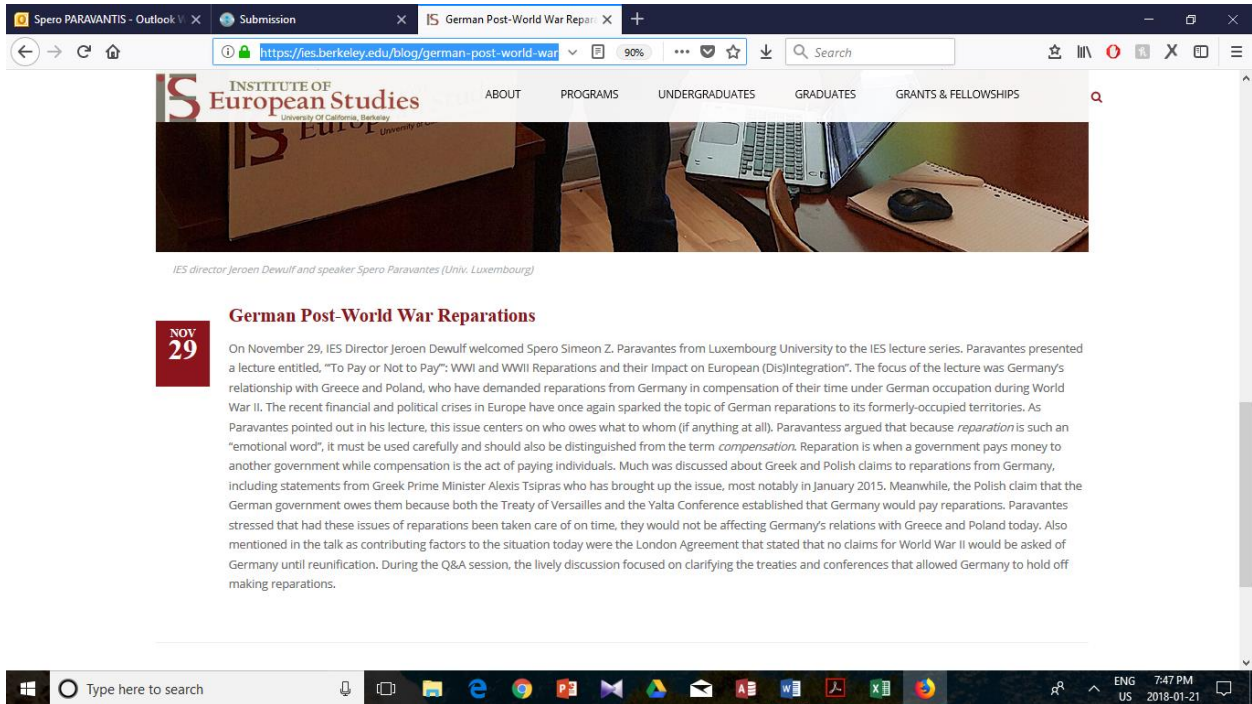 Spero PARAVANTIS - Outlook W
Submission
German Post-World War Repar
https://ies.berkeley.edu/blog/german-post-world-war
90%
Search
INSTITUTE OF
European Studies
University Of California, Berkeley
ABOUT
PROGRAMS
UNDERGRADUATES
GRADUATES
GRANTS & FELLOWSHIPS
IES director Jeroen Dewulf and speaker Spero Paravantes (Univ. Luxembourg)
NOV
29
German Post-World War Reparations
On November 29, IES Director Jeroen Dewulf welcomed Spero Simeon Z. Paravantes from Luxembourg University to the IES lecture series. Paravantes presented
a lecture entitled, "'To Pay or Not to Pay'": WWI and WWII Reparations and their Impact on European (Dis)Integration". The focus of the lecture was Germany's
relationship with Greece and Poland, who have demanded reparations from Germany in compensation of their time under German occupation during World
War II. The recent financial and political crises in Europe have once again sparked the topic of German reparations to its formerly-occupied territories. As
Paravantes pointed out in his lecture, this issue centers on who owes what to whom (if anything at all). Paravantess argued that because reparation is such an
"emotional word", it must be used carefully and should also be distinguished from the term compensation. Reparation is when a government pays money to
another government while compensation is the act of paying individuals. Much was discussed about Greek and Polish claims to reparations from Germany,
including statements from Greek Prime Minister Alexis Tsipras who has brought up the issue, most notably in January 2015. Meanwhile, the Polish claim that the
German government owes them because both the Treaty of Versailles and the Yalta Conference established that Germany would pay reparations. Paravantes
stressed that had these issues of reparations been taken care of on time, they would not be affecting Germany's relations with Greece and Poland today. Also
mentioned in the talk as contributing factors to the situation today were the London Agreement that stated that no claims for World War II would be asked of
Germany until reunification. During the Q&A session, the lively discussion focused on clarifying the treaties and conferences that allowed Germany to hold off
making reparations.
Type here to search
ENG
US
7:47 PM
2018-01-21